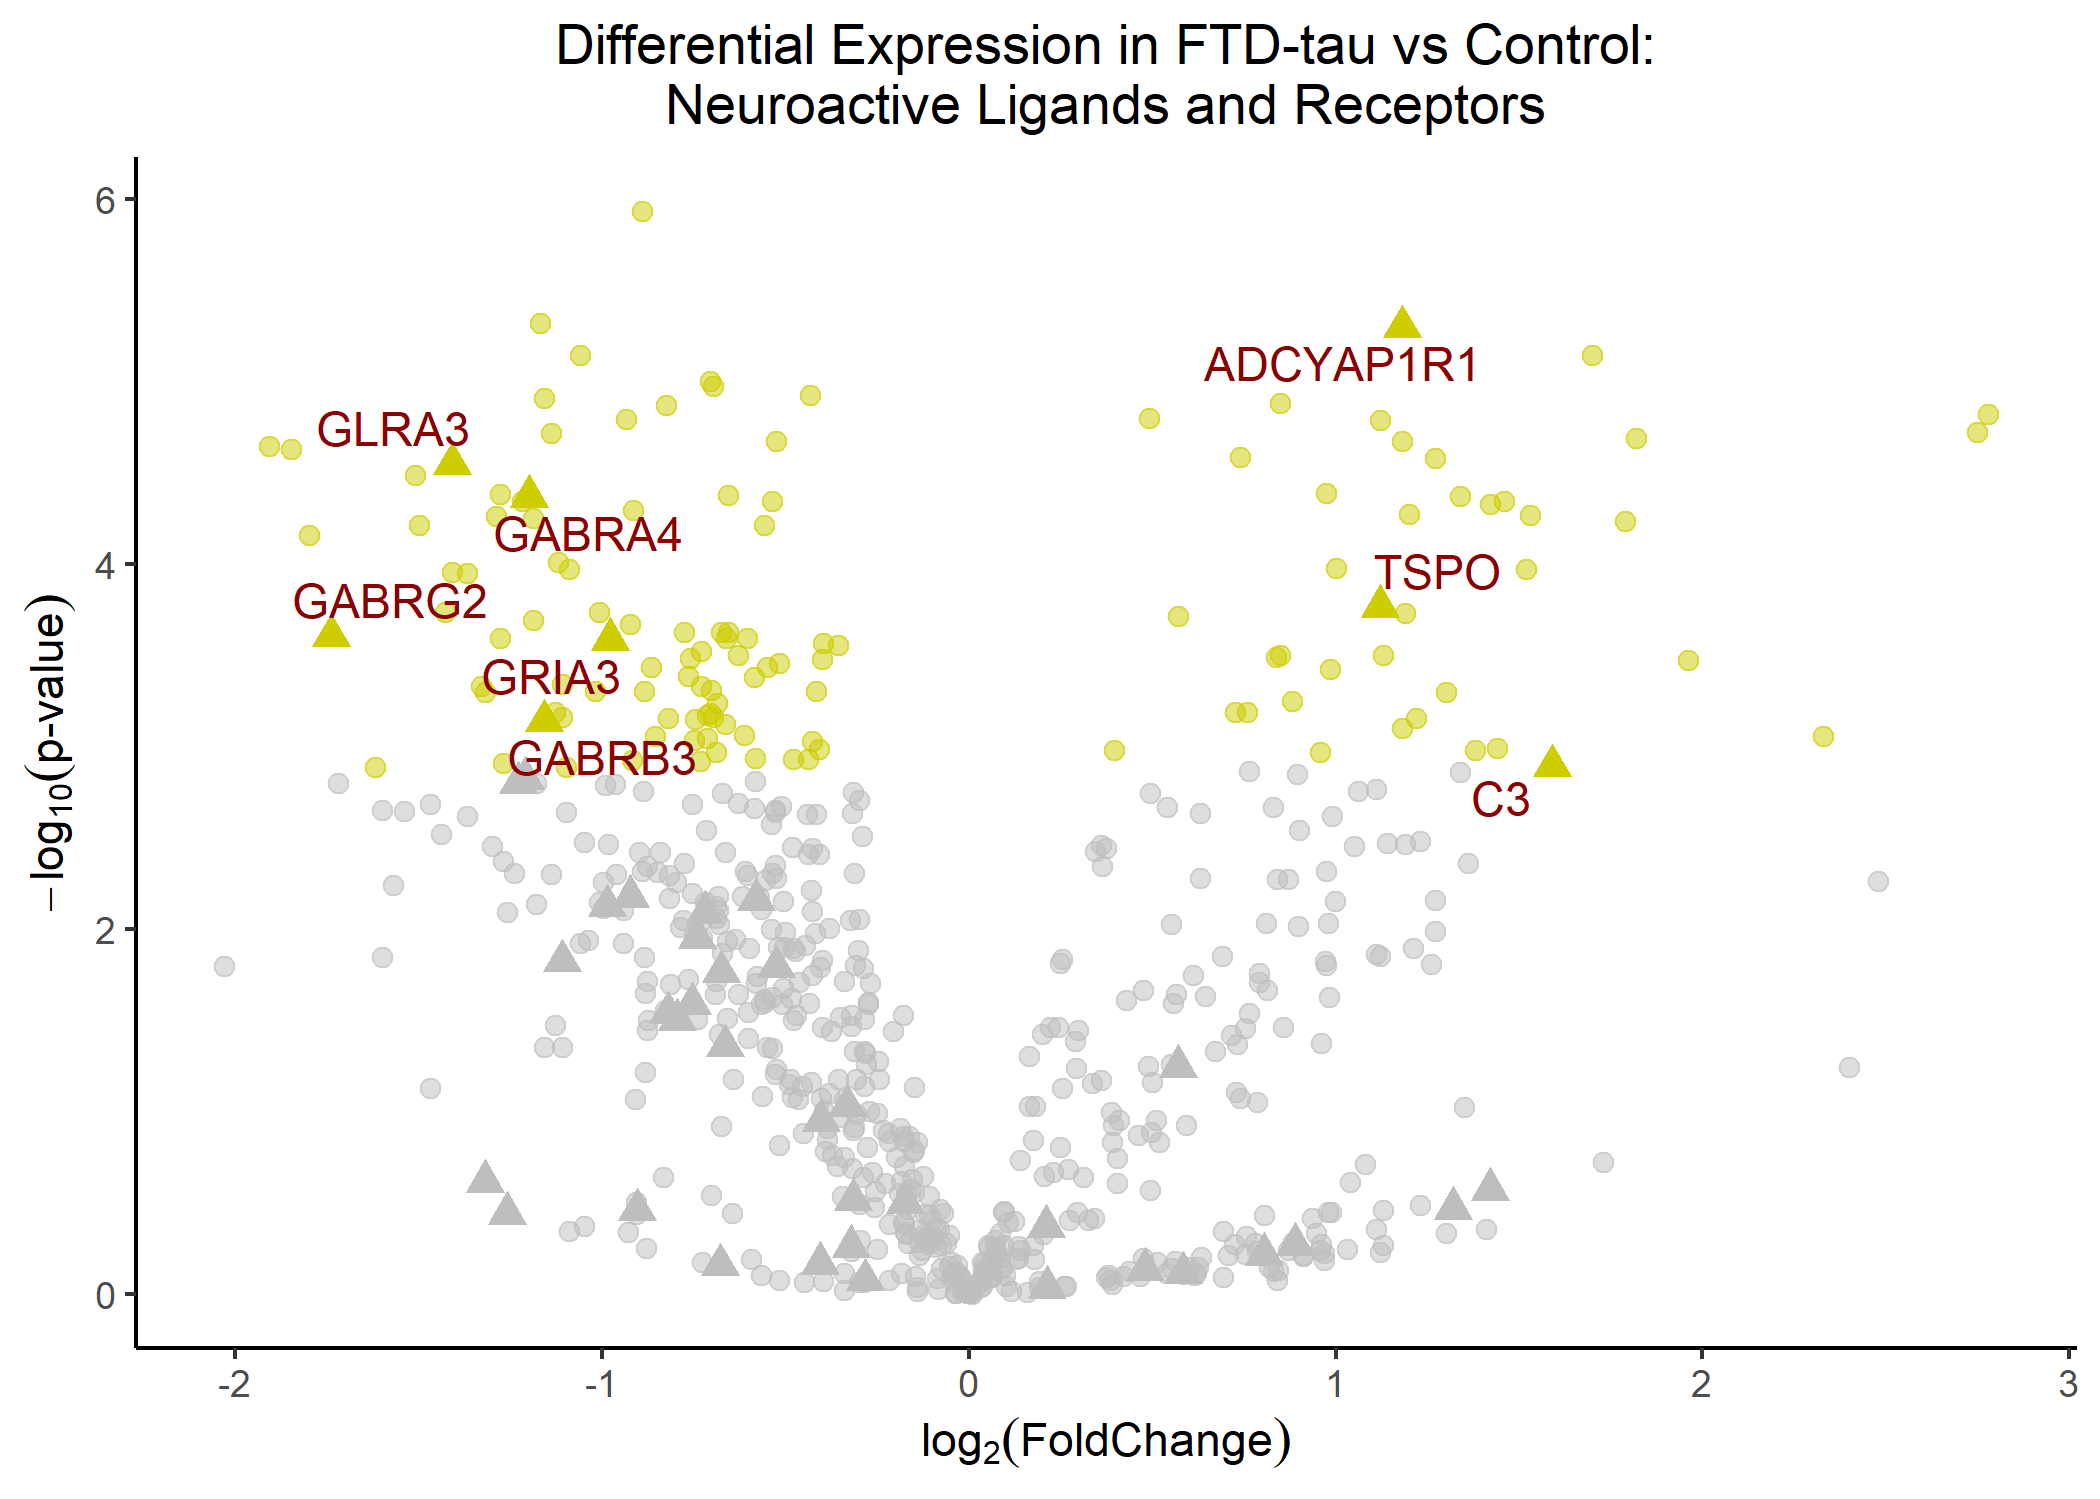 Differential Expression in FTD-tau vs Control:
Neuroactive Ligands and Receptors
6
4
2
0
−log10(p-value)
ADCYAP1R1
GLRA3
GABRA4
TSPO
GABRG2
GRIA3
GABRB3
C3
-2
-1
0
1
2
3
log2(FoldChange)